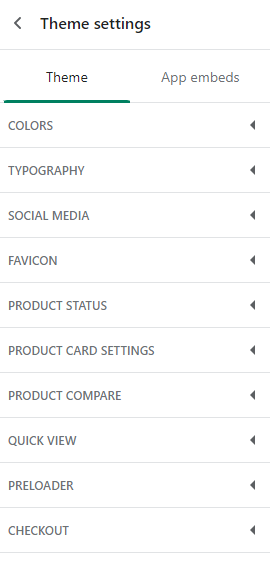 Theme settings
Theme App embeds
COLORS
TYPOGRAPHY
SOCIAL MEDIA
FAVICON
PRODUCT STATUS
PRODUCT CARD SETTINGS
PRODUCT COMPARE
QUICK VIEW
PRELOADER
CHECKOUT